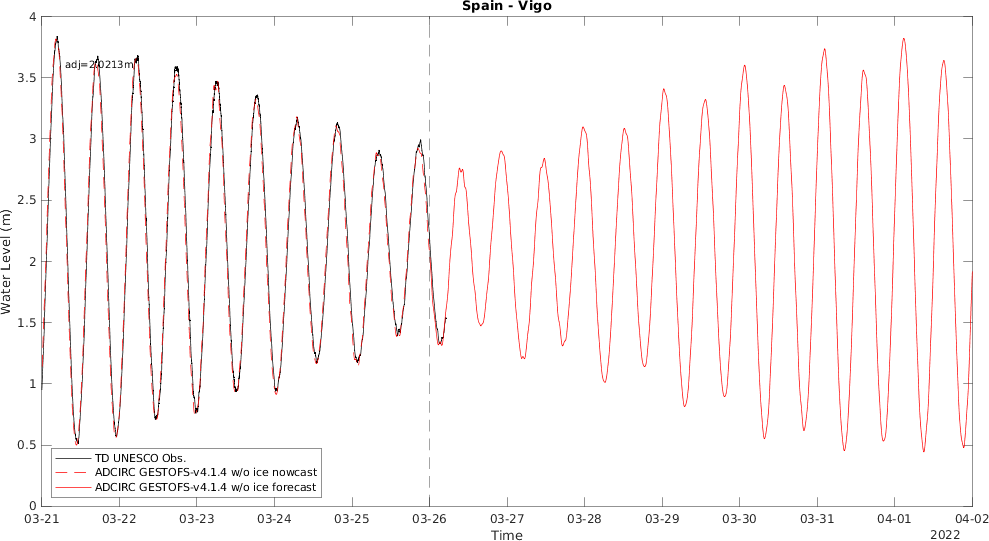 Spain - Vigo
4
adj=2.0213m
3.5
3
2.5
2
1.5
1
0.5
0
Water Level (m)
TD UNESCO Obs.
ADCIRC GESTOFS-v4.1.4 w/o ice nowcast
ADCIRC GESTOFS-v4.1.4 w/o ice forecast
03-21 03-22 03-23 03-24 03-25 03-26 03-27 03-28 03-29 03-30 03-31 04-01 04-02
Time
2022